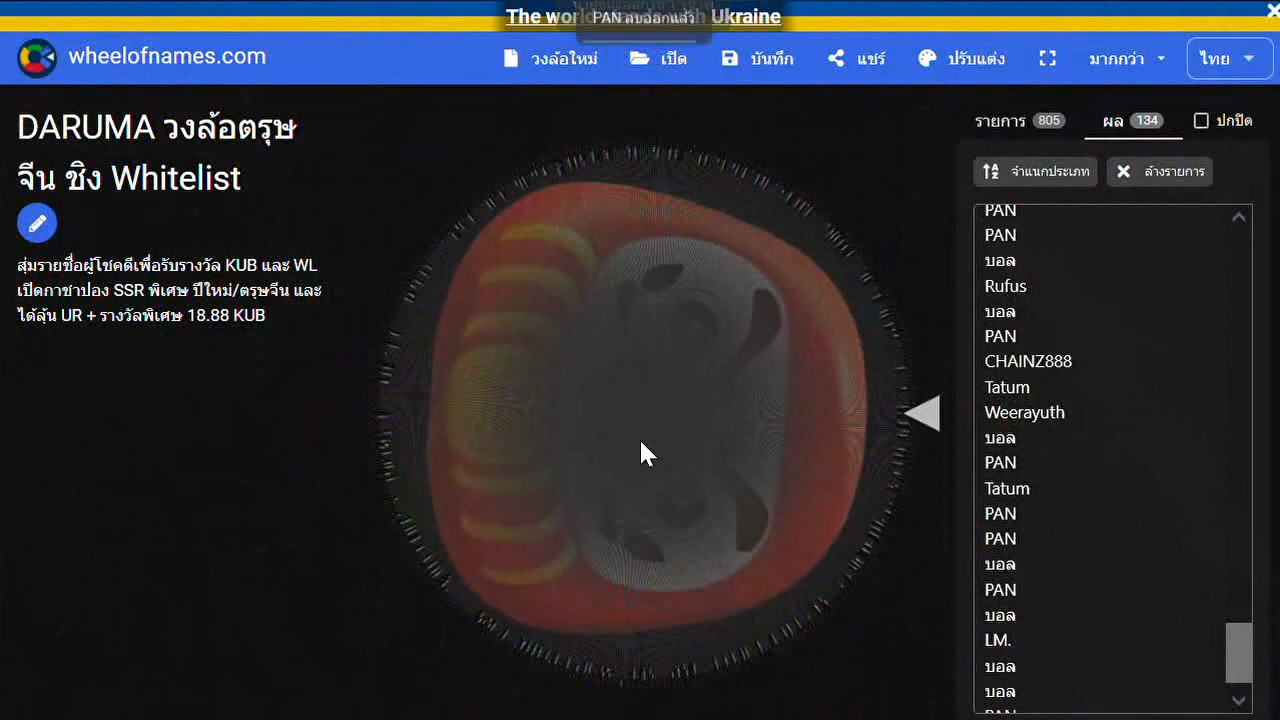 The world
h Ukraine
PAN ลบออกแล้ว
wheelofnames.com
วงล้อใหม่
เปิด
บันทึก
แชร์
ปรับแต่ง
มากกว่า
ไทย
DARUMA วงล้อตรุษ
จีน ชิง Whitelist
สุ่มรายชื่อผู้โชคดีเพื่อรับรางวัล KUB และ WL
เปิดกาชาปอง SSR พิเศษ ปีใหม่/ตรุษจีน และ
ได้ลุ้น UR + รางวัลพิเศษ 18.88 KUB
รายการ 805
ผล 134
ปกปิด
จำแนกประเภท
ล้างรายการ
PAN
PAN
บอล
Rufus
บอล
PAN
CHAINZ888
Tatum
Weerayuth
บอล
PAN
Tatum
PAN
PAN
บอล
PAN
บอล
LM.
บอล
บอล
PAN